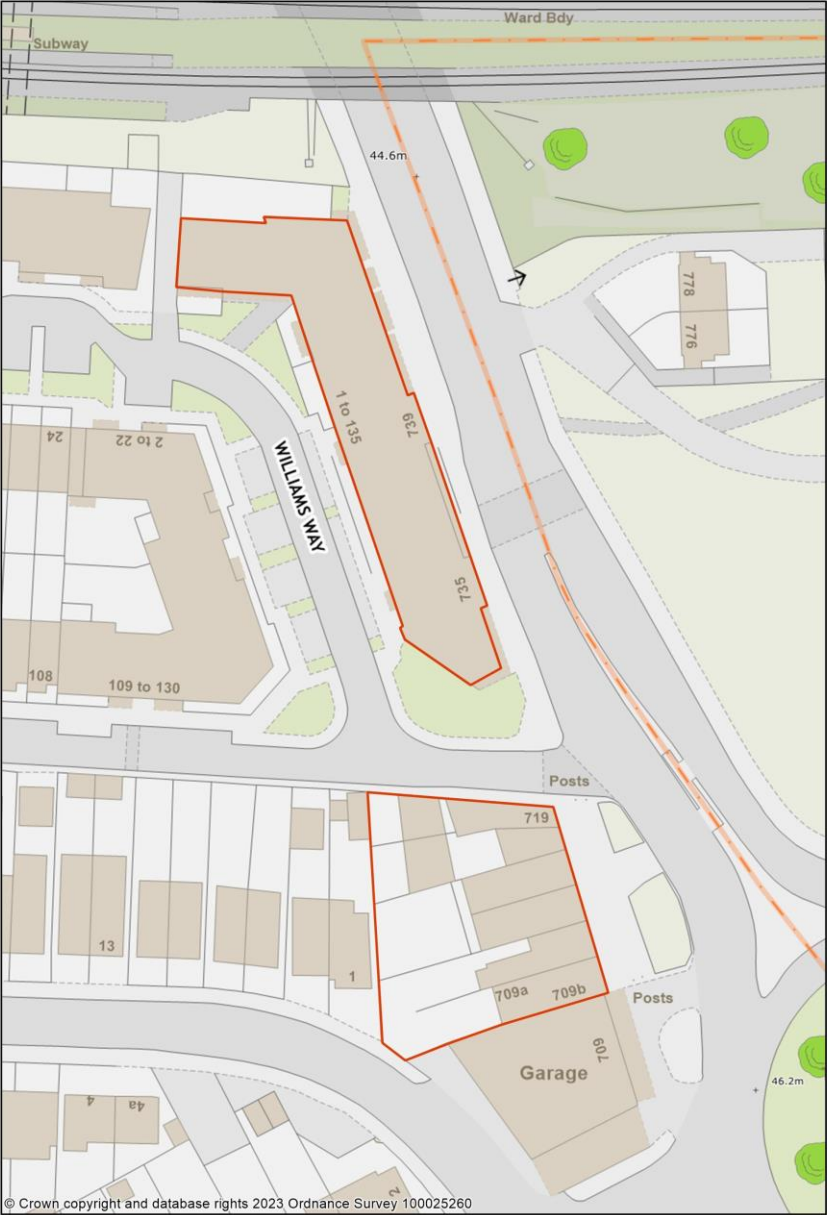 Ward Bdy
Subway
44.6m
778
776
1 to 135
739
24
2 to 22
WILLIAMS WAY
735
108
109 to 130
Posts
719
13
1
709a
709b
Posts
709
Garage
46.2m
4
4a
2
© Crown copyright and database rights 2023 Ordnance Survey 100025260